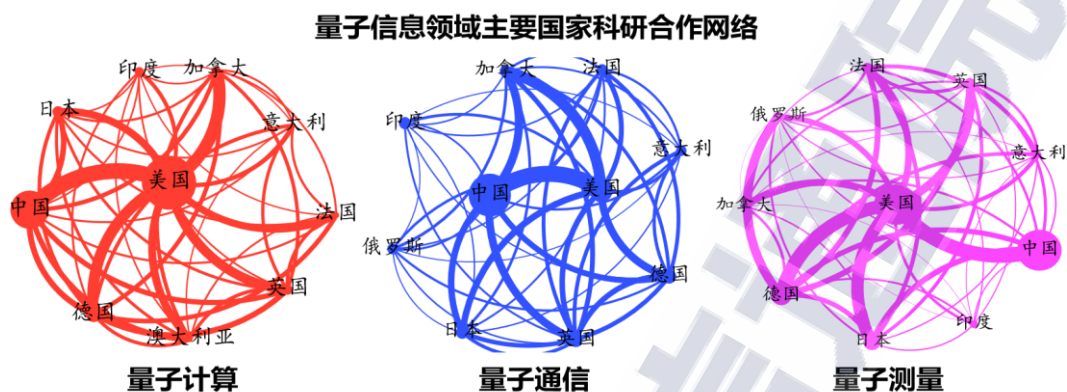 量子信息领域主要国家科研合作网络
印度 加拿大
日本
意大利
美国
中国
法国
英国
德国
澳大利亚
量子计算
加拿大 法国
印度
意大利
中国 美国
俄罗斯
德国
日本
英国
量子通信
法国
英国
俄罗斯
意大利
加拿大
美国
中国
德国
印度
日本
量子测量